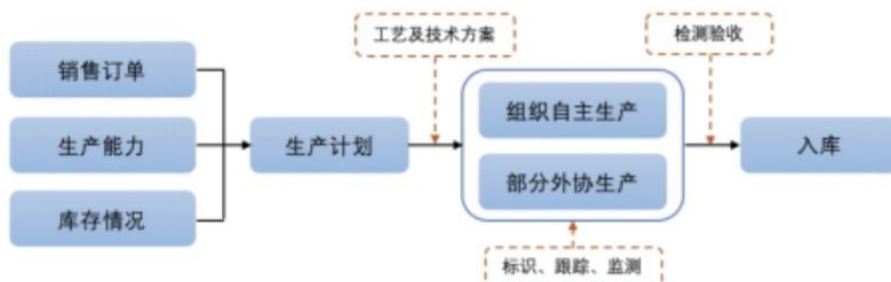 工艺及技术方案
检测验收
销售订单
生产能力
库存情况
生产计划
组织自主生产
部分外协生产
入库
标识、跟踪、监测